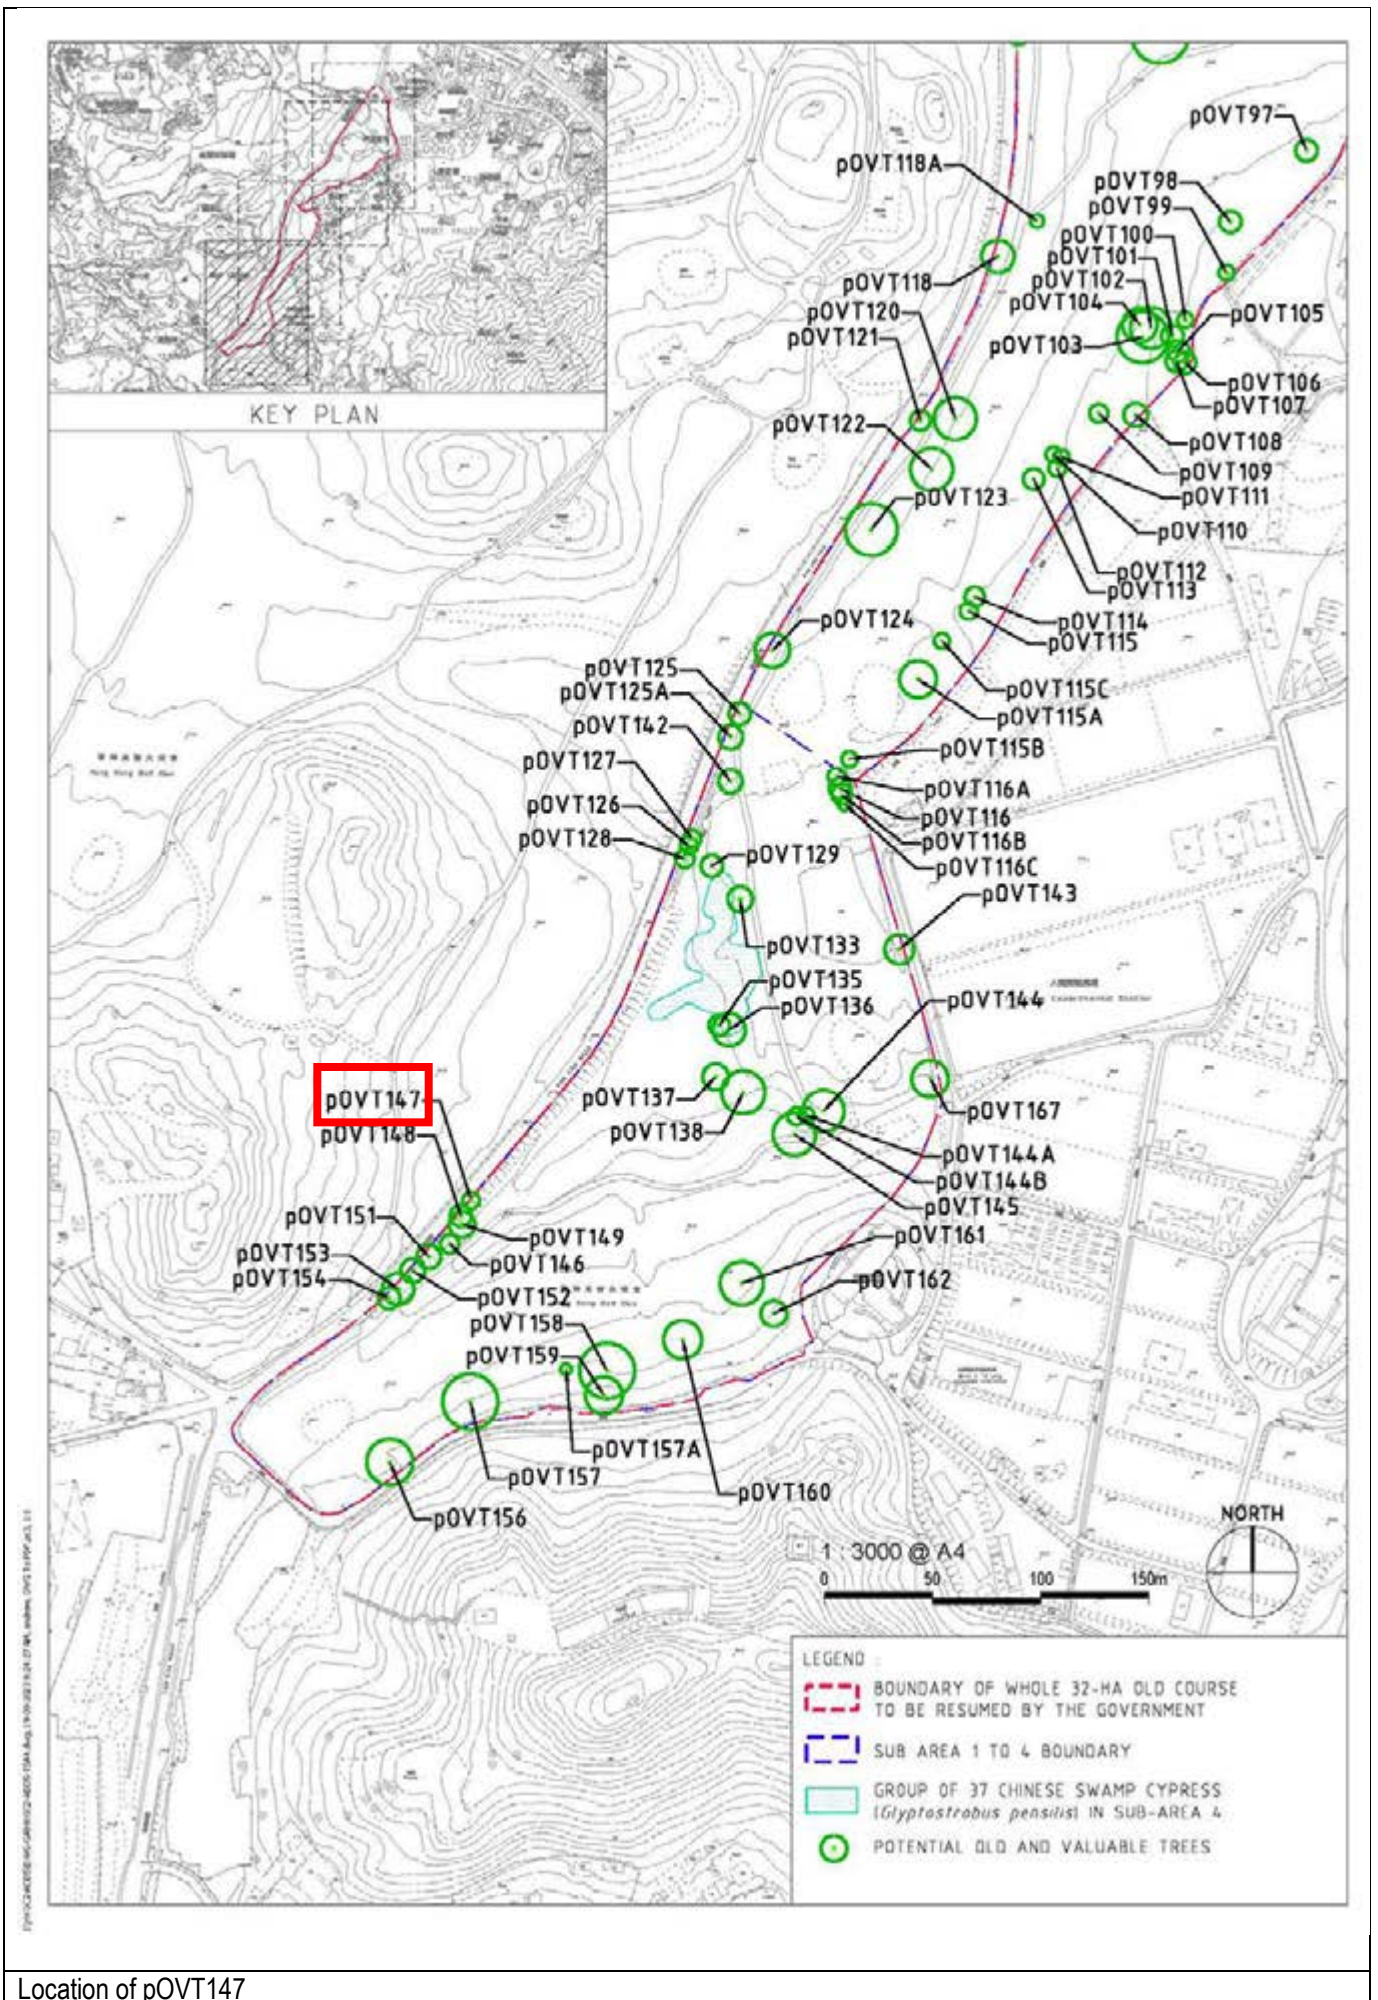 KEY PLAN
pOVT97
pOVT118A
pOVT98
pOVT99
pOVT100
pOVT101
pOVT102
pOVT104
pOVT103
pOVT105
pOVT106
pOVT107
pOVT108
pOVT109
pOVT111
pOVT110
pOVT112
pOVT113
pOVT118
pOVT120
pOVT121
pOVT122
pOVT123
pOVT114
pOVT115
pOVT124
pOVT125
pOVT125A
pOVT142
pOVT127
pOVT126
pOVT128
pOVT115C
pOVT115A
pOVT115B
pOVT116A
pOVT116
pOVT116B
pOVT116C
pOVT129
pOVT143
pOVT133
pOVT135
pOVT136
pOVT144
pOVT137
pOVT138
pOVT167
pOVT144A
pOVT144B
pOVT145
pOVT147
pOVT148
pOVT151
pOVT153
pOVT154
pOVT149
pOVT146
pOVT152
pOVT161
pOVT162
pOVT158
pOVT159
pOVT157A
pOVT157
pOVT160
pOVT156
NORTH
1 : 3000 @ A4
0 50 100 150m
LEGEND :
BOUNDARY OF WHOLE 32-HA OLD COURSE
TO BE RESUMED BY THE GOVERNMENT
SUB AREA 1 TO 4 BOUNDARY
GROUP OF 37 CHINESE SWAMP CYPRESS
(Glyptostrobus pensilis) IN SUB-AREA 4
POTENTIAL OLD AND VALUABLE TREES
Location of pOVT147